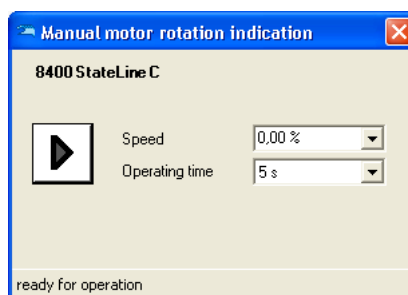 Manual motor rotation indication
8400 StateLine C
Speed 0,00 %
Operating time 5 s
ready for operation